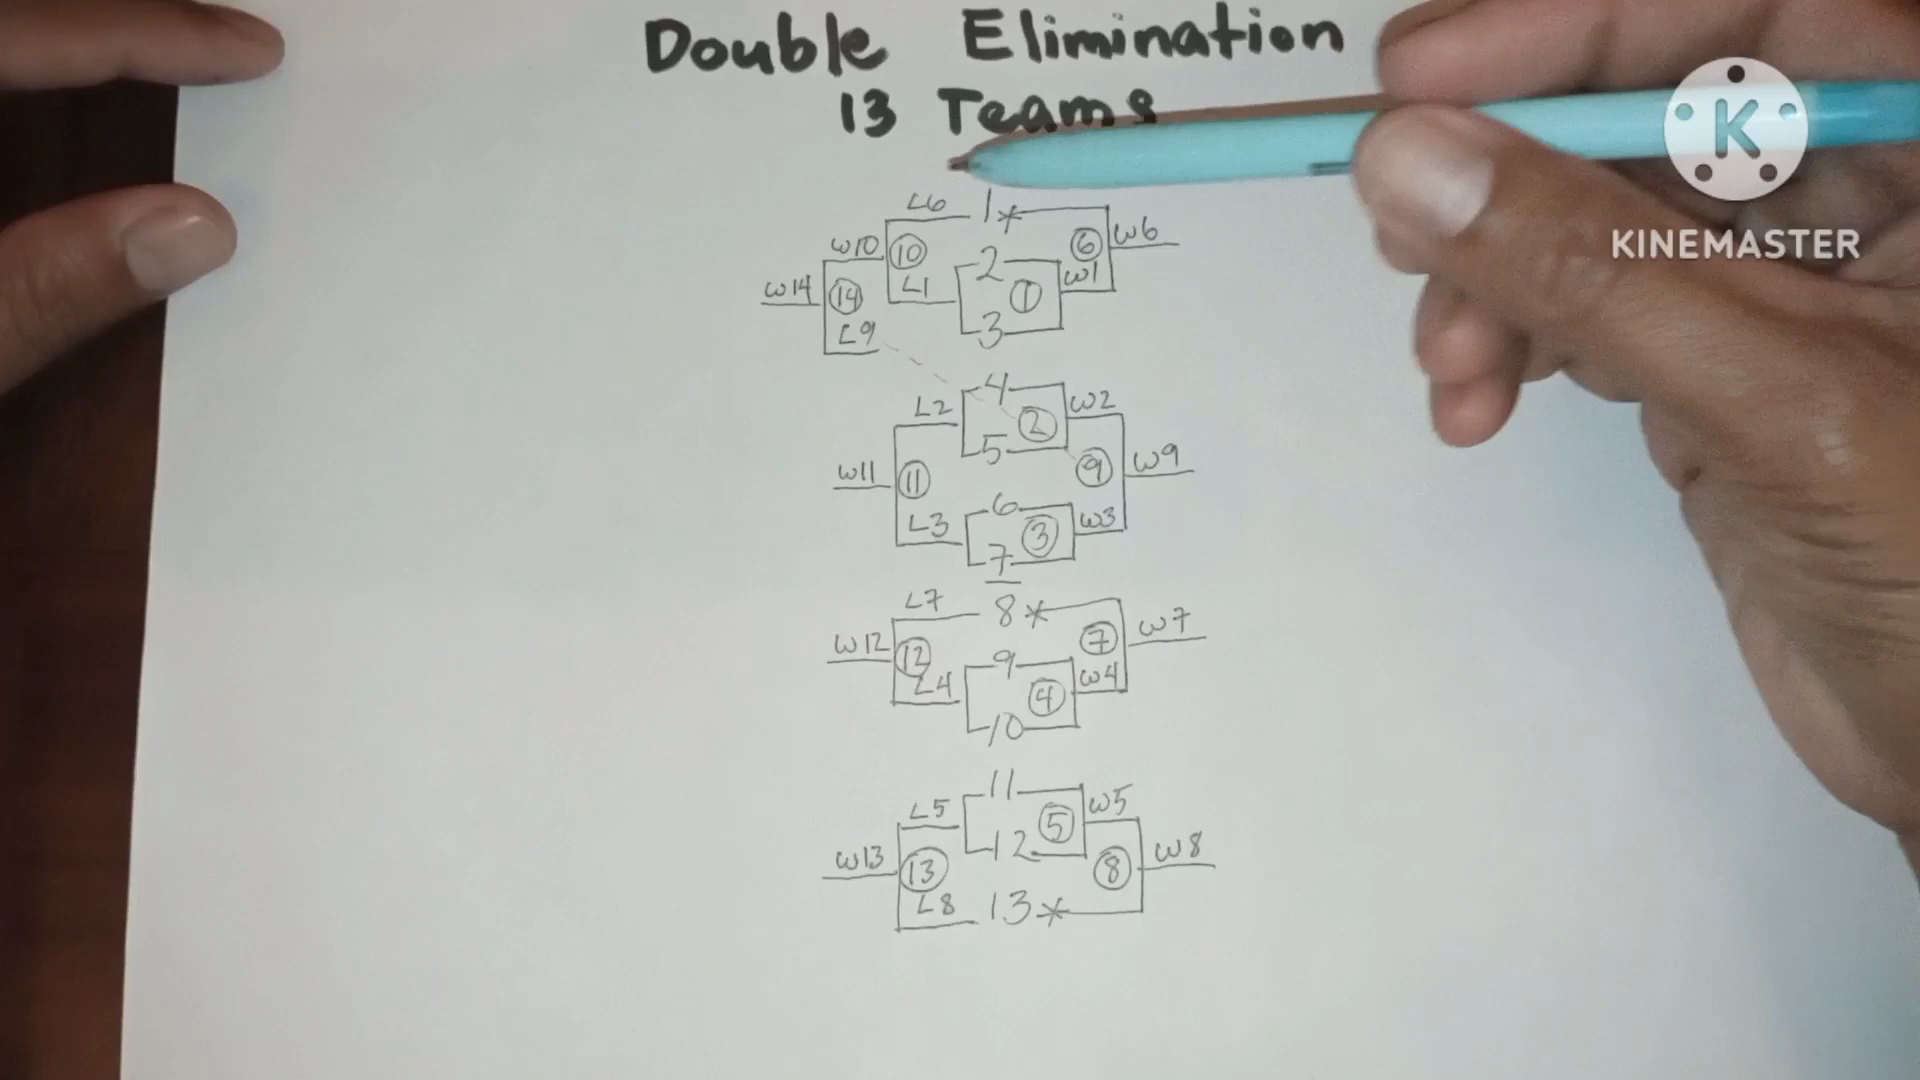 Double Elimination
13 Teams
K
KINEMASTER
L6 1*
W10 10 6 W6
2
W14 14 L1 1 W1
L9 3
4
L2 2 W2
5
W11 11 9 W9
6
L3 3 W3
7
L7 8*
W12 12 7 W7
9
L4 4 W4
10
11
L5 5 W5
12
W13 13 8 W8
L8 13*